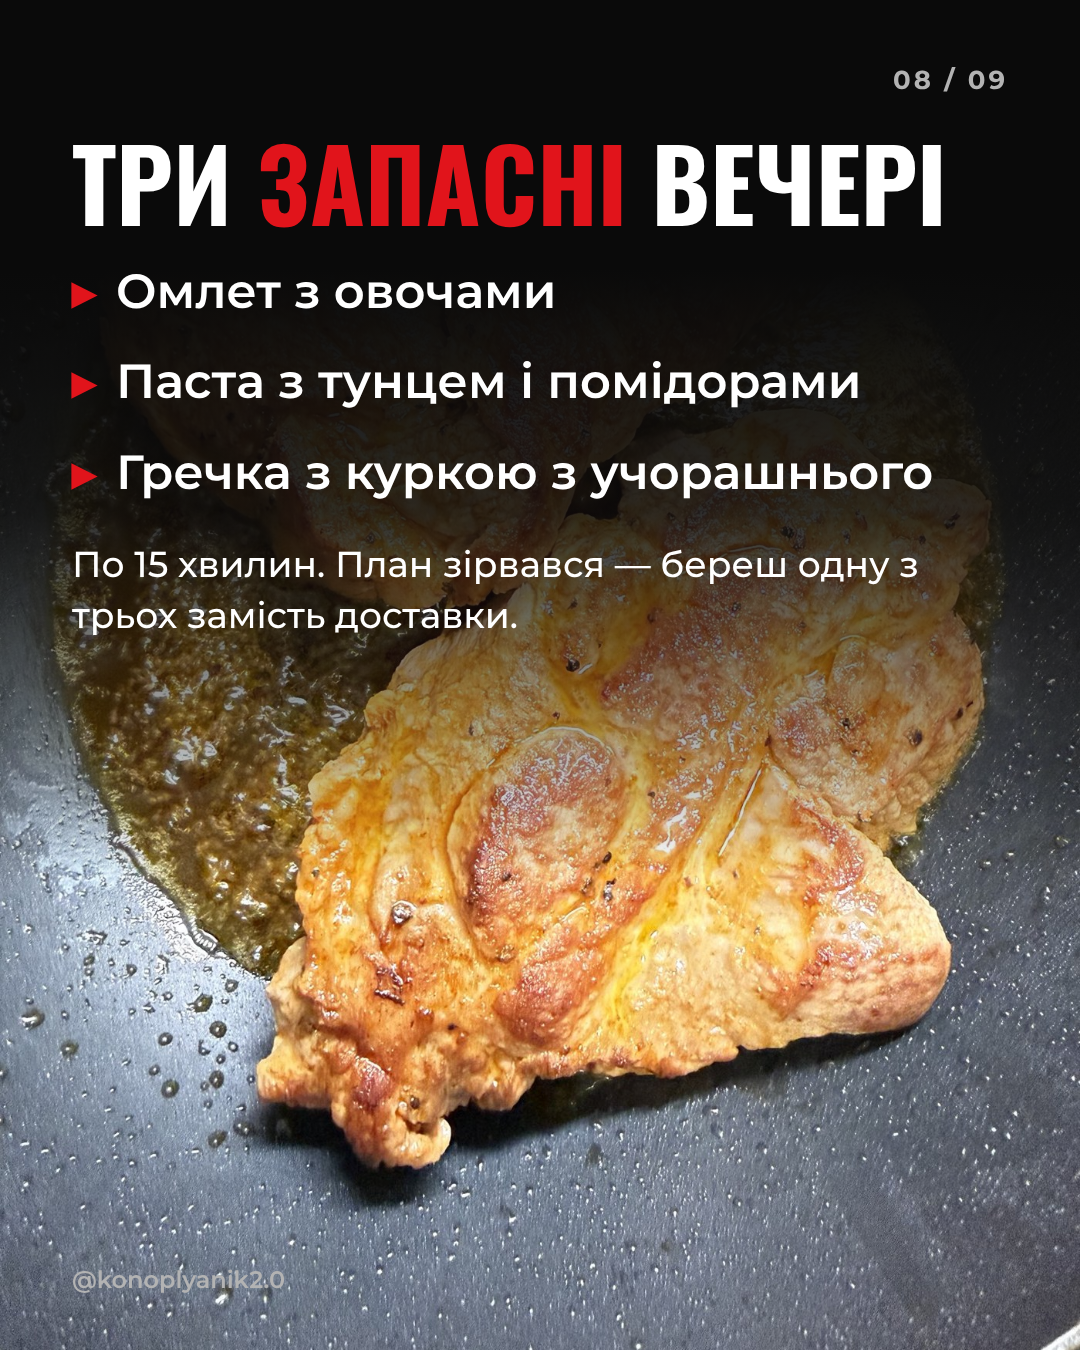 08 / 09
ТРИ ЗАПАСНІ ВЕЧЕРІ
▶ Омлет з овочами
▶ Паста з тунцем і помідорами
▶ Гречка з куркою з учорашнього
По 15 хвилин. План зірвався — береш одну з
трьох замість доставки.
@konoplyanik2.0